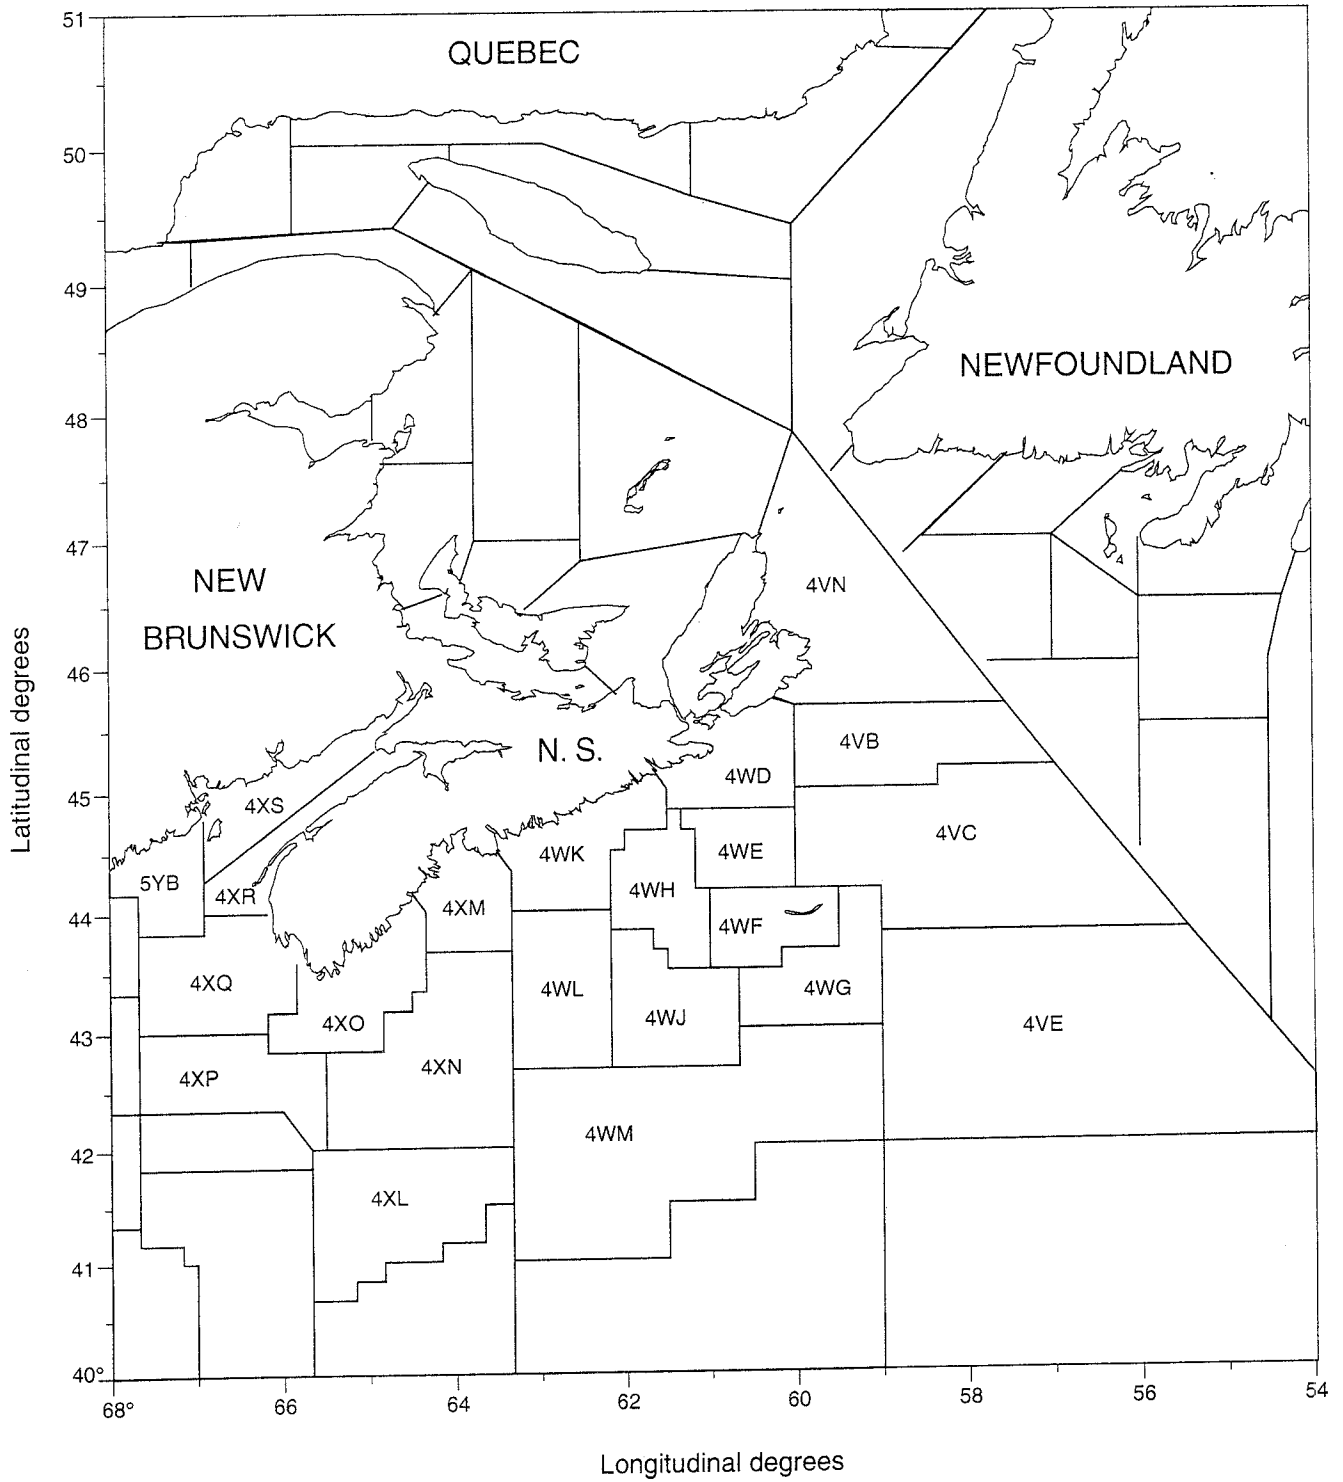 51
QUEBEC
50
49
NEWFOUNDLAND
48
47
NEW
BRUNSWICK
4VN
46
Latitudinal degrees
N. S.
4VB
4WD
45
4XS
4VC
4WK
4WE
5YB
4XR
4WH
4XM
44
4WF
4XQ
4WL
4WG
4XO
4WJ
4VE
43
4XN
4XP
4WM
42
4XL
41
40°
68°
66
64
62
60
58
56
54
Longitudinal degrees